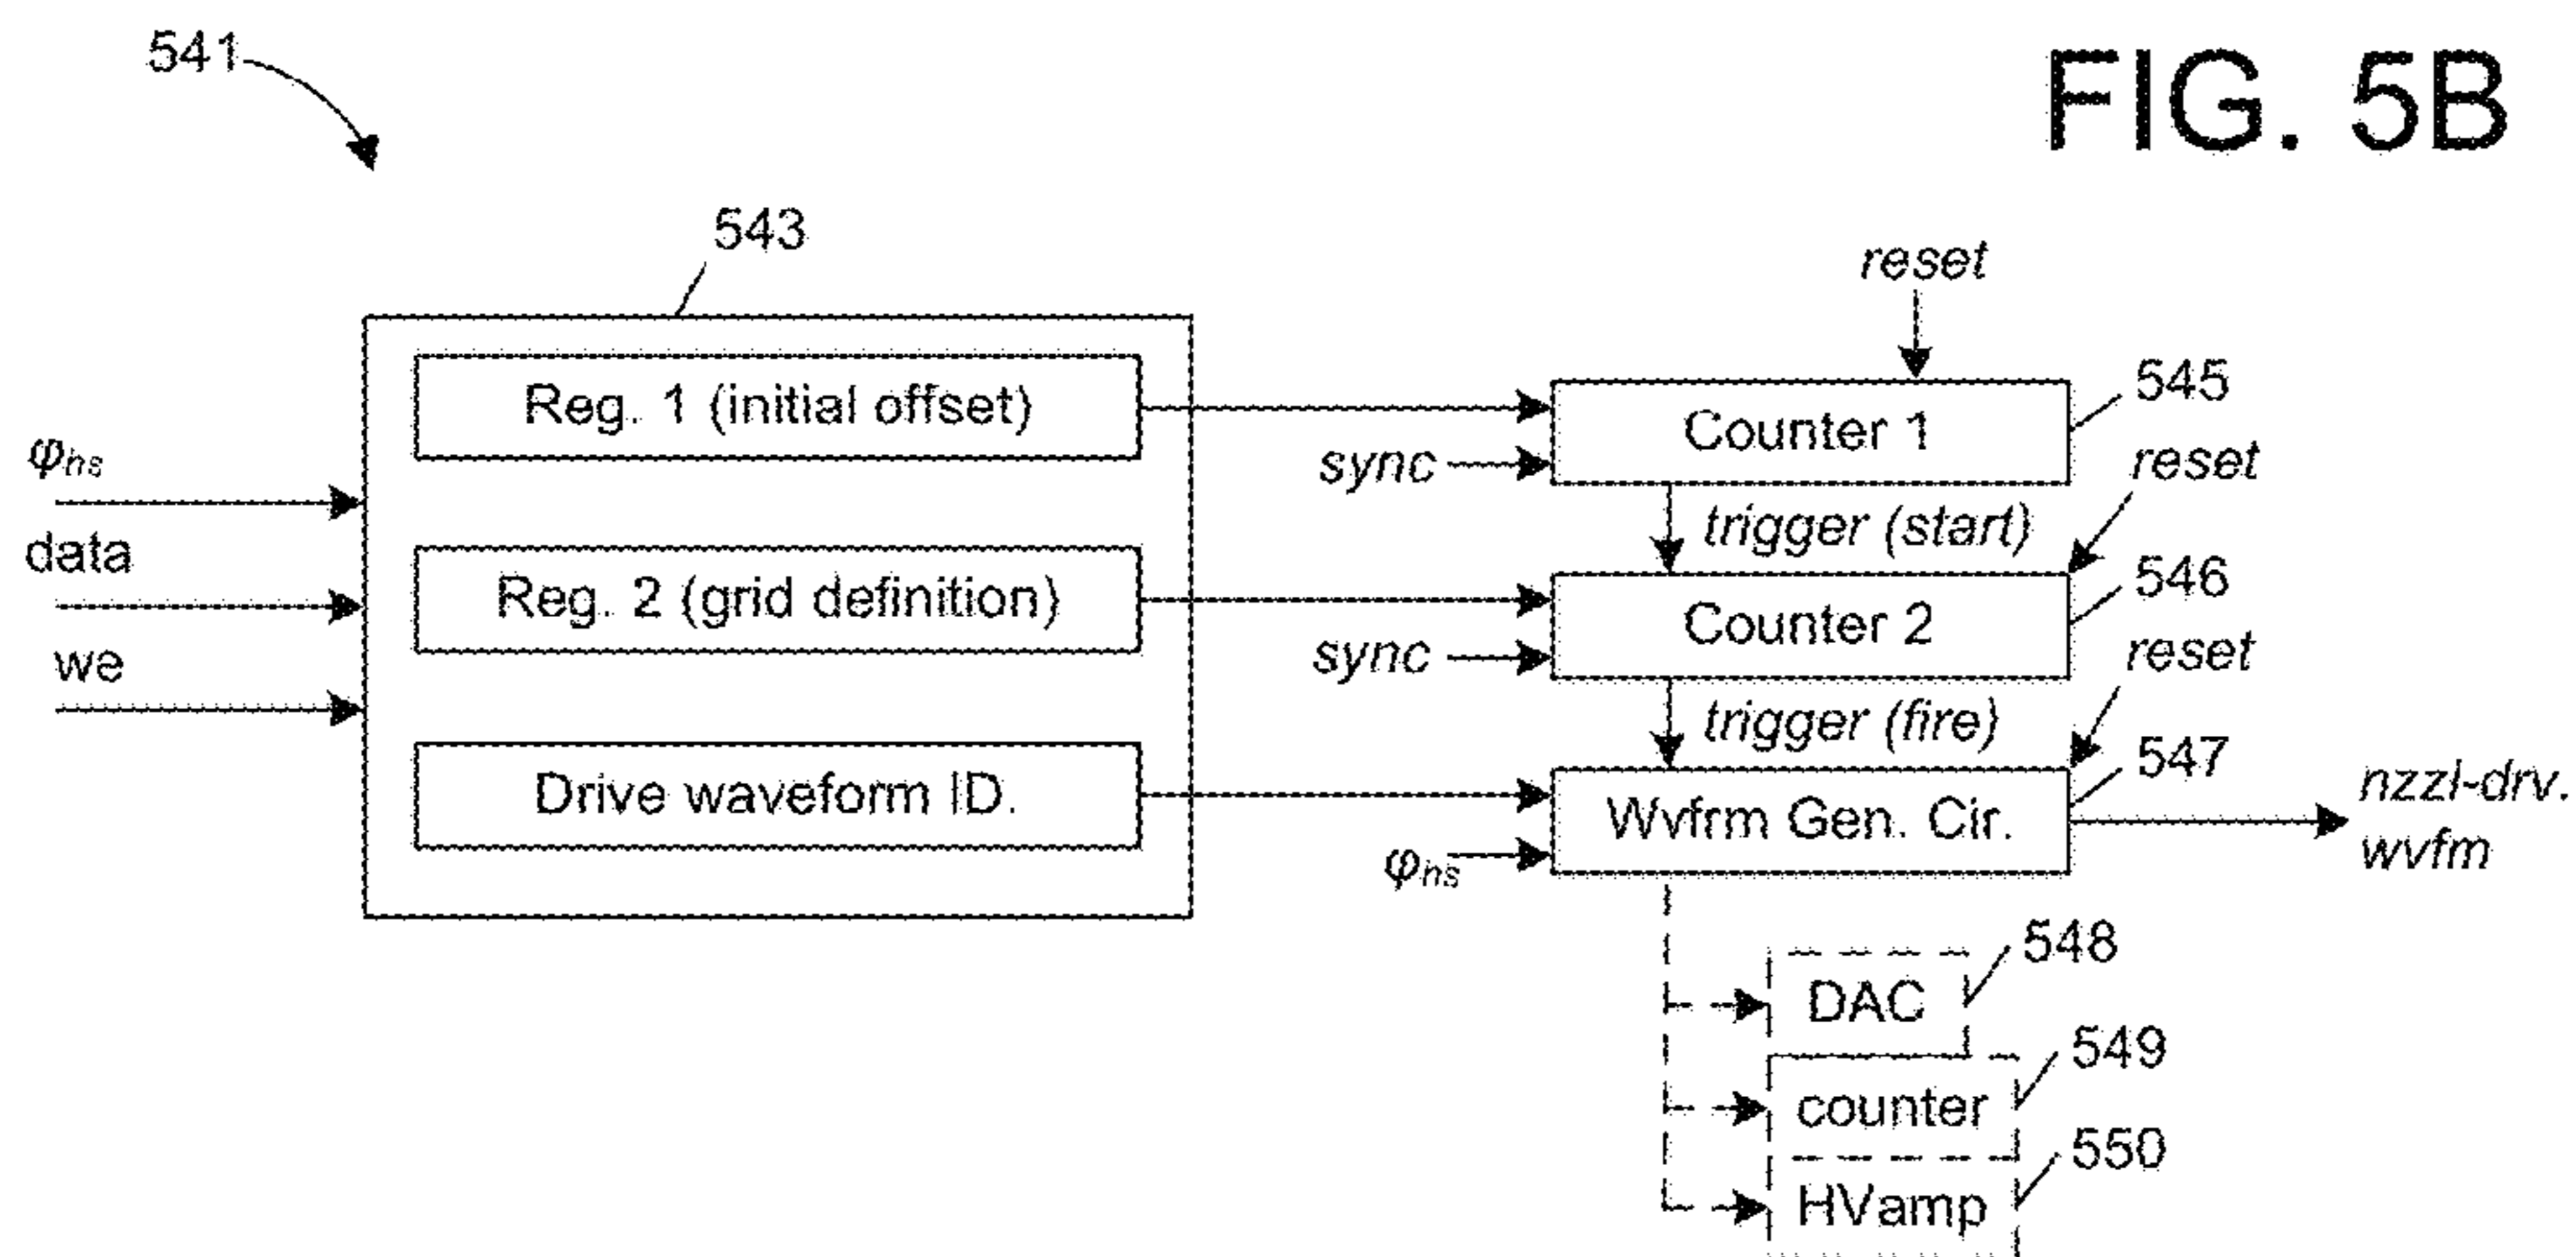 541
FIG. 5B
543
reset
Reg. 1 (initial offset)
545
Counter 1
φhs
sync
reset
trigger (start)
data
Reg. 2 (grid definition)
546
Counter 2
we
sync
reset
trigger (fire)
547
Drive waveform ID.
Wvfrm Gen. Cir.
nzzl-drv.
wvfm
φhs
548
DAC
549
counter
550
HVamp